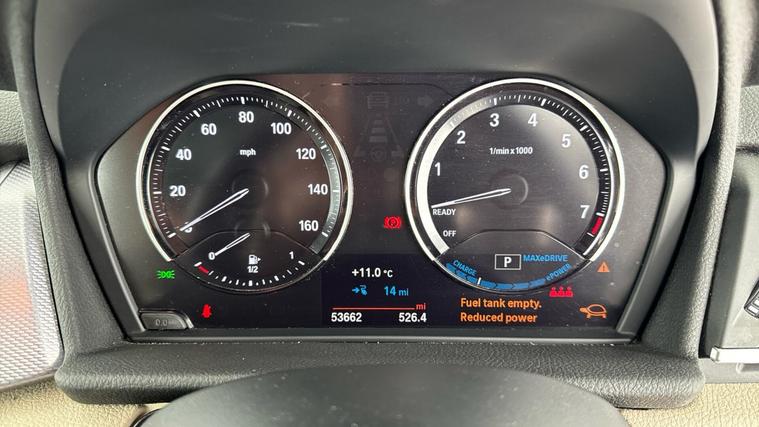 20
40
60
80
100
120
140
160
mph
0
1/2
1
1
2
3
4
5
6
7
1/min x 1000
READY
OFF
P
MAXeDRIVE
CHARGE
ePOWER
+11.0 °C
14 mi
mi
53662 526.4
Fuel tank empty.
Reduced power
0.0